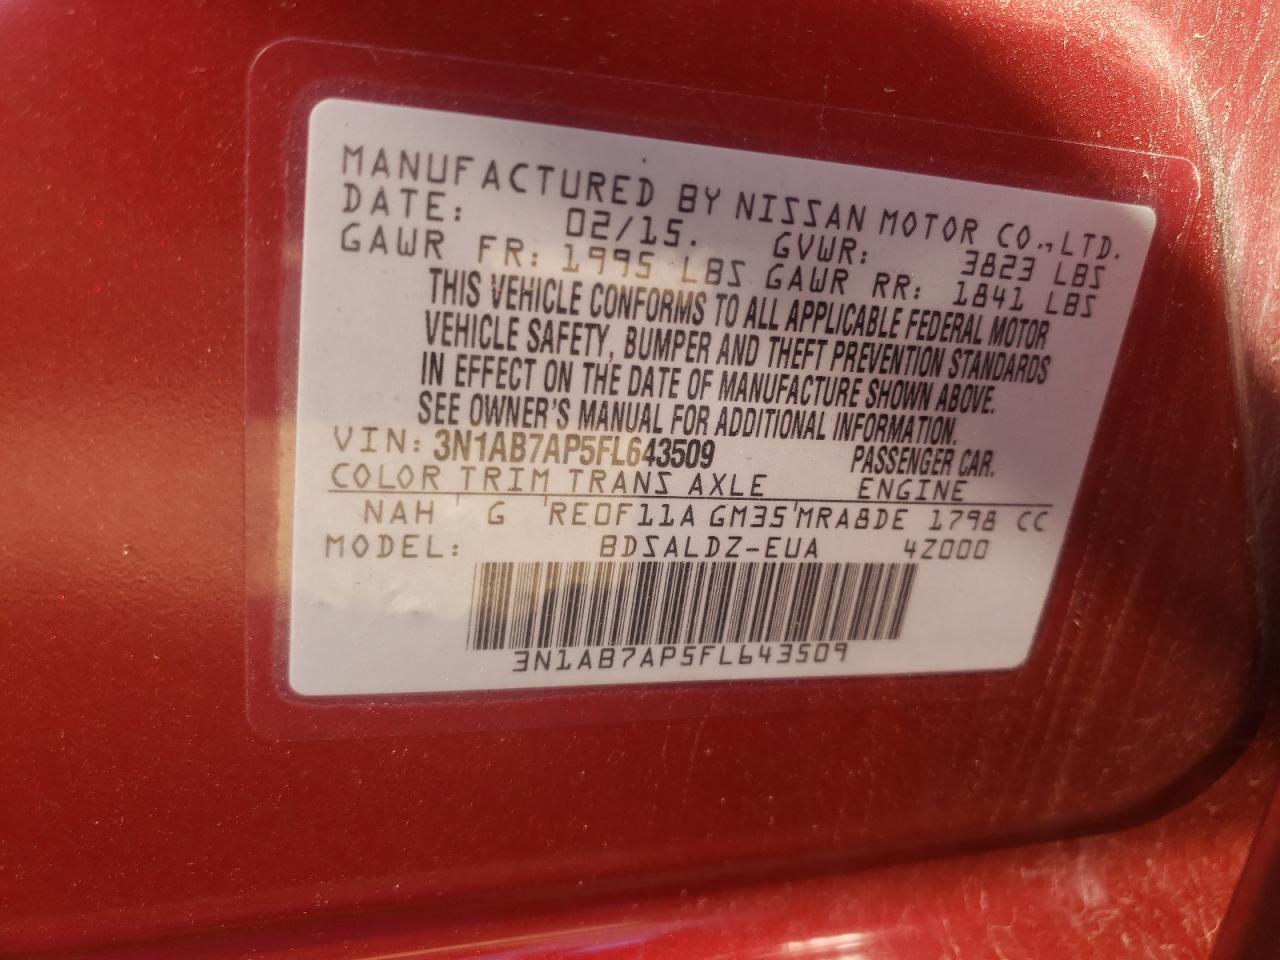 MANUFACTURED BY NISSAN MOTOR CO.,LTD.
DATE: 02/15. GVWR: 3823 LBS
GAWR FR: 1995 LBS GAWR RR: 1841 LBS
THIS VEHICLE CONFORMS TO ALL APPLICABLE FEDERAL MOTOR
VEHICLE SAFETY, BUMPER AND THEFT PREVENTION STANDARDS
IN EFFECT ON THE DATE OF MANUFACTURE SHOWN ABOVE.
SEE OWNER'S MANUAL FOR ADDITIONAL INFORMATION.
VIN: 3N1AB7AP5FL643509 PASSENGER CAR.
COLOR TRIM TRANS AXLE ENGINE
NAH G RE0F11A GM35 MRA8DE 1798 CC
MODEL: BDSALDZ-EUA 4Z000
3N1AB7AP5FL643509